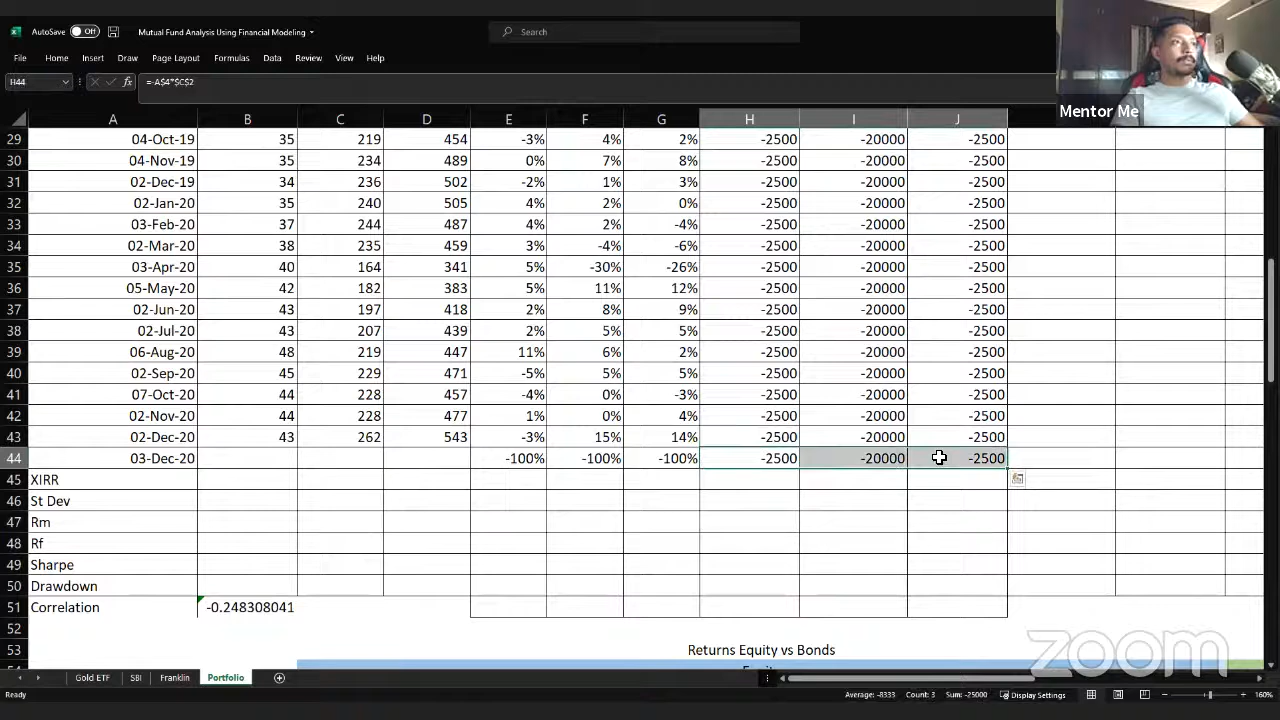 AutoSave Off Mutual Fund Analysis Using Financial Modeling Search
File Home Insert Draw Page Layout Formulas Data Review View Help
H44 fx =-A$4*$C$2
Mentor Me
A B C D E F G H I J
29 04-Oct-19 35 219 454 -3% 4% 2% -2500 -20000 -2500
30 04-Nov-19 35 234 489 0% 7% 8% -2500 -20000 -2500
31 02-Dec-19 34 236 502 -2% 1% 3% -2500 -20000 -2500
32 02-Jan-20 35 240 505 4% 2% 0% -2500 -20000 -2500
33 03-Feb-20 37 244 487 4% 2% -4% -2500 -20000 -2500
34 02-Mar-20 38 235 459 3% -4% -6% -2500 -20000 -2500
35 03-Apr-20 40 164 341 5% -30% -26% -2500 -20000 -2500
36 05-May-20 42 182 383 5% 11% 12% -2500 -20000 -2500
37 02-Jun-20 43 197 418 2% 8% 9% -2500 -20000 -2500
38 02-Jul-20 43 207 439 2% 5% 5% -2500 -20000 -2500
39 06-Aug-20 48 219 447 11% 6% 2% -2500 -20000 -2500
40 02-Sep-20 45 229 471 -5% 5% 5% -2500 -20000 -2500
41 07-Oct-20 44 228 457 -4% 0% -3% -2500 -20000 -2500
42 02-Nov-20 44 228 477 1% 0% 4% -2500 -20000 -2500
43 02-Dec-20 43 262 543 -3% 15% 14% -2500 -20000 -2500
44 03-Dec-20 -100% -100% -100% -2500 -20000 -2500
45 XIRR
46 St Dev
47 Rm
48 Rf
49 Sharpe
50 Drawdown
51 Correlation -0.248308041
52
53 Returns Equity vs Bonds
54 Equity
zoom
Gold ETF SBI Franklin Portfolio
Ready Average: -8333 Count: 3 Sum: -25000 Display Settings 160%